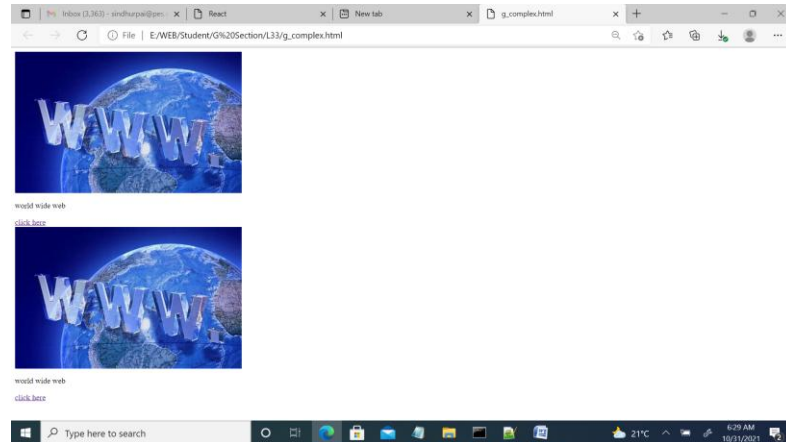 Inbox (3,363) - sindhurpai@pes
React
New tab
g_complex.html
File | E:/WEB/Student/G%20Section/L33/g_complex.html
WWW.
world wide web
click here
WWW.
world wide web
click here
Type here to search
21°C
6:29 AM
10/31/2021
2